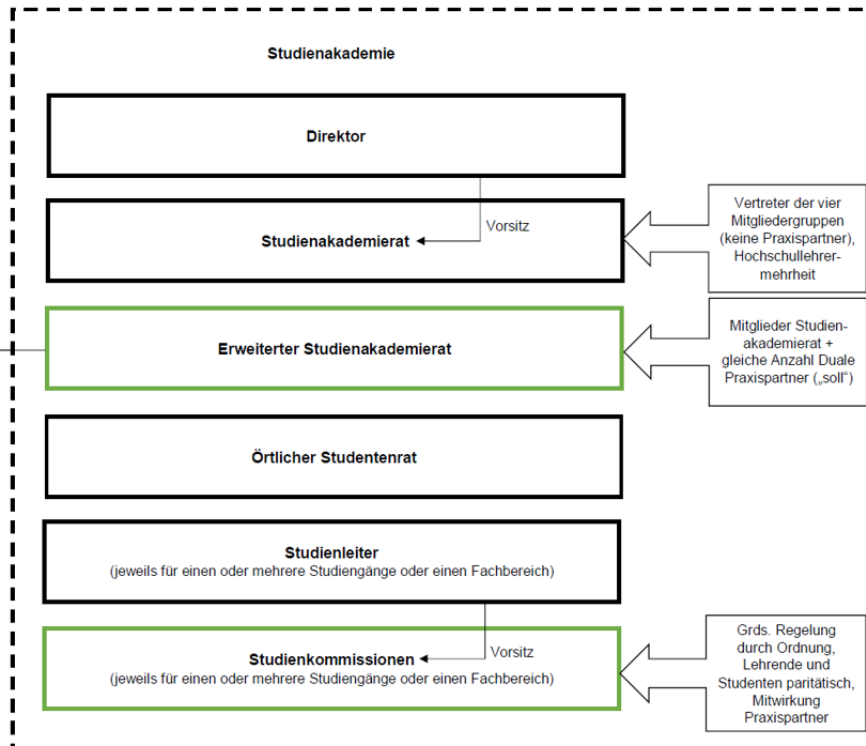 Studienakademie
Direktor
Vorsitz
Studienakademierat
Vertreter der vier
Mitgliedergruppen
(keine Praxispartner),
Hochschullehrer-
mehrheit
Erweiterter Studienakademierat
Mitglieder Studien-
akademierat +
gleiche Anzahl Duale
Praxispartner („soll“)
Örtlicher Studentenrat
Studienleiter
(jeweils für einen oder mehrere Studiengänge oder einen Fachbereich)
Studienkommissionen
Vorsitz
(jeweils für einen oder mehrere Studiengänge oder einen Fachbereich)
Grds. Regelung
durch Ordnung,
Lehrende und
Studenten paritätisch,
Mitwirkung
Praxispartner